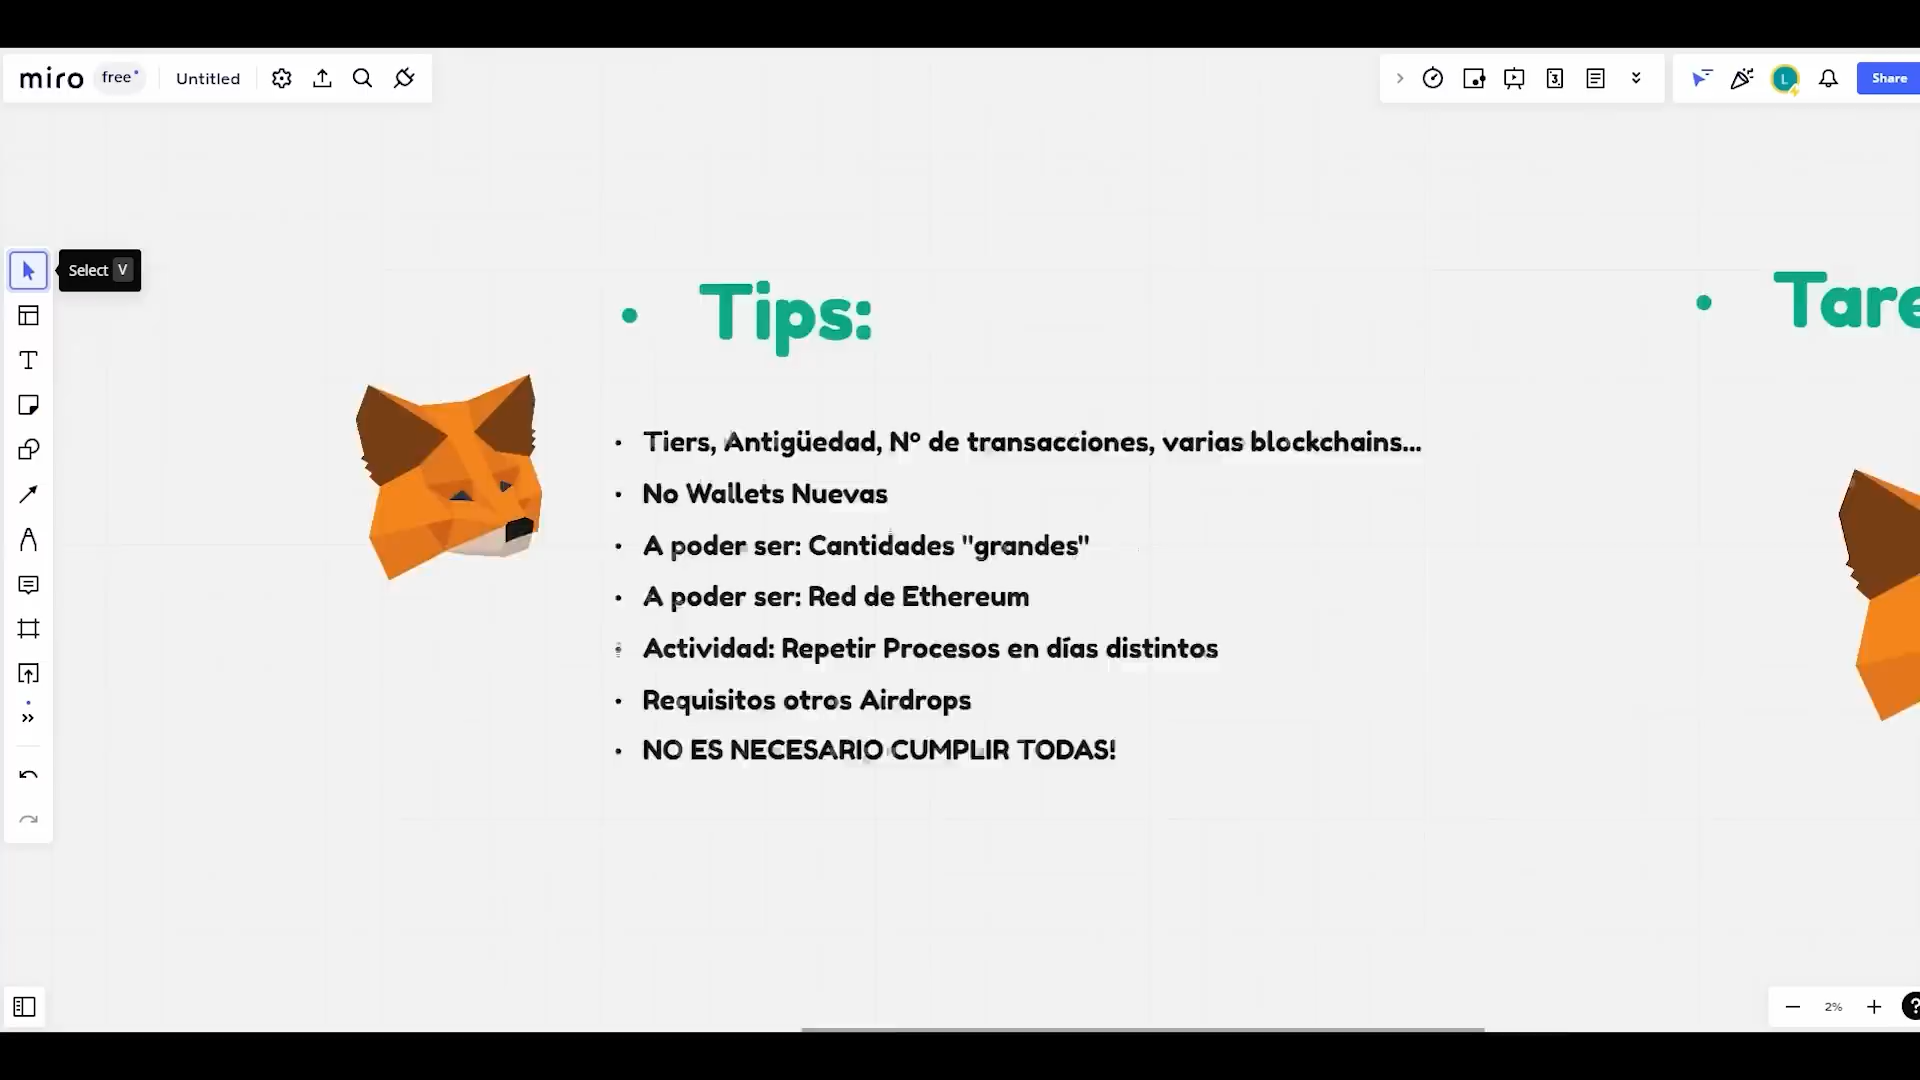 miro free Untitled
3
L
Share
Select V
Tips:
Tare
Tiers, Antigüedad, Nº de transacciones, varias blockchains...
No Wallets Nuevas
A poder ser: Cantidades "grandes"
A poder ser: Red de Ethereum
Actividad: Repetir Procesos en días distintos
Requisitos otros Airdrops
NO ES NECESARIO CUMPLIR TODAS!
2%
?